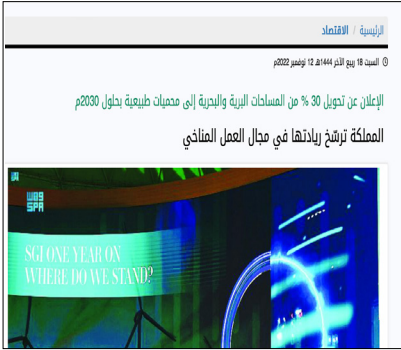 الرئيسية / الاقتصاد
السبت 18 ربيع الآخر 1444هـ 12 نوفمبر 2022م
الإعلان عن تحويل 30 % من المساحات البرية والبحرية إلى محميات طبيعية بحلول 2030م
المملكة ترسّخ ريادتها في مجال العمل المناخي
واس
SPA
SGI ONE YEAR ON
WHERE DO WE STAND?